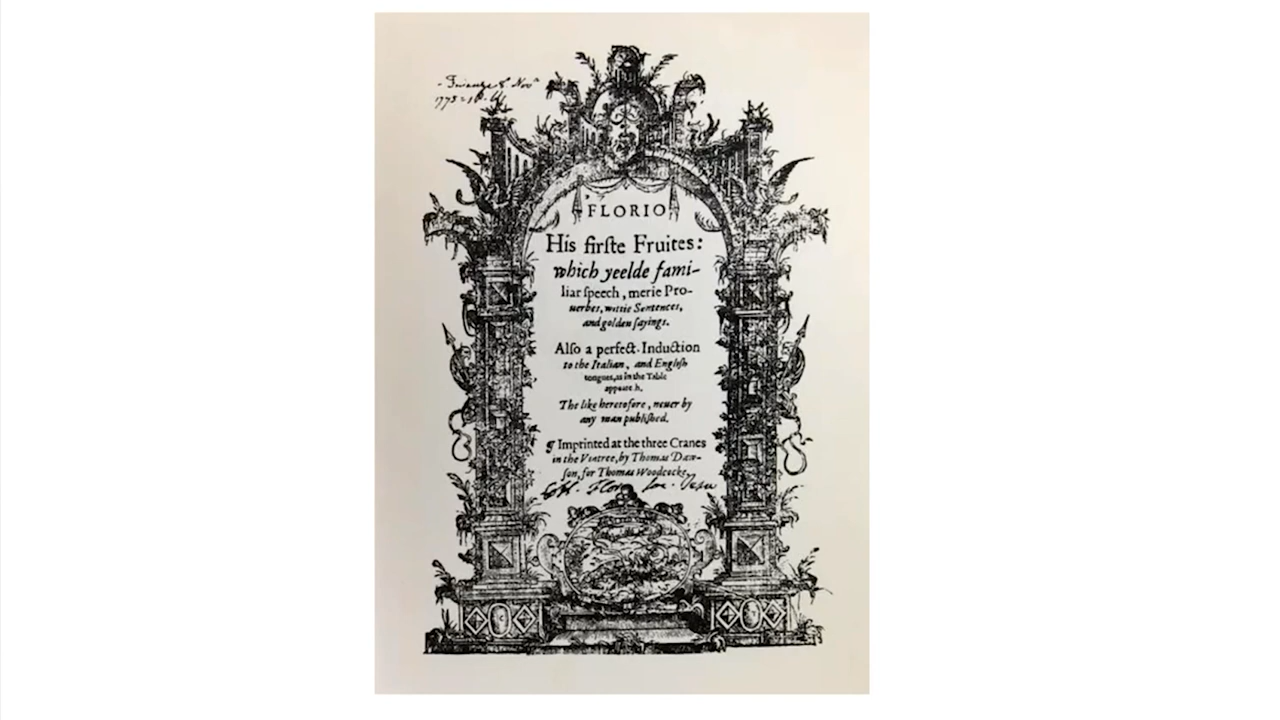 1773
FLORIO
His firſte Fruites:
which yeelde fami-
liar ſpeech, merie Pro-
uerbes, wittie Sentences,
and golden ſayings.
Alſo a perfect Induction
to the Italian, and Engliſh
tongues, as in the Table
appeareth.
The like heretofore, neuer by
any man publiſhed.
¶ Imprinted at the three Cranes
in the Vintree, by Thomas Daw-
ſon, for Thomas Woodcocke.